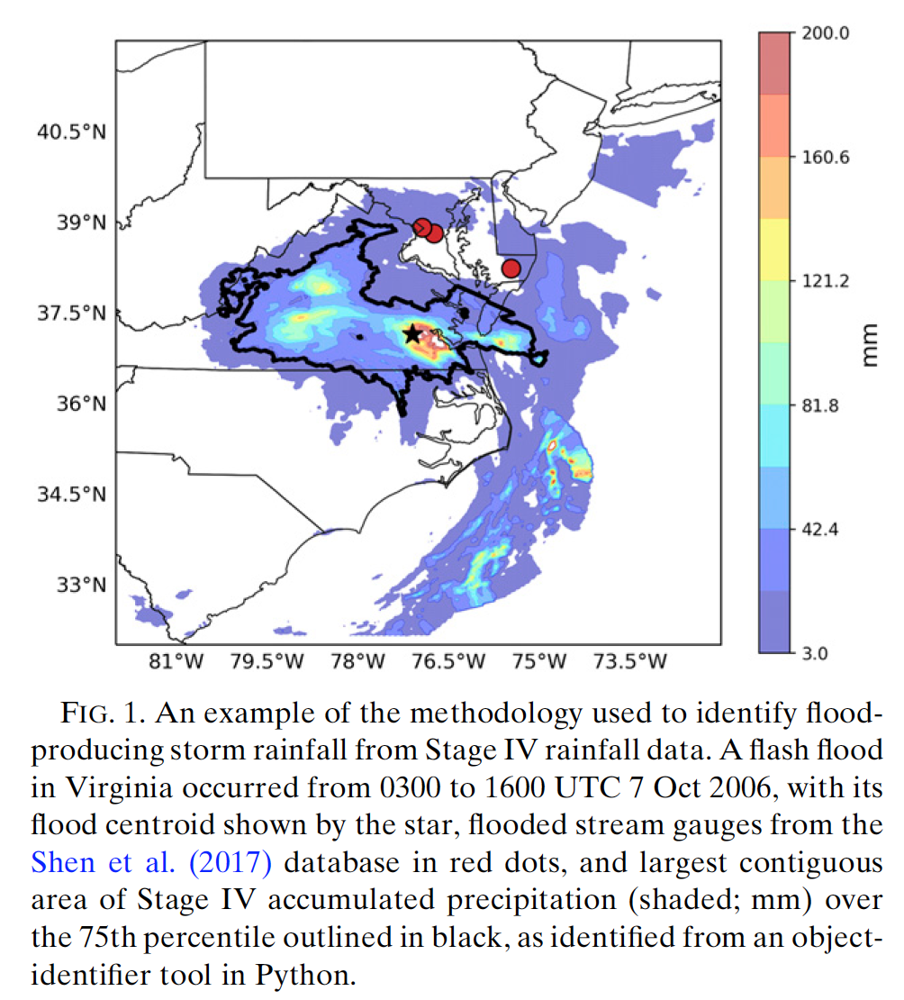 200.0
40.5°N
160.6
39°N
121.2
37.5°N
mm
36°N
81.8
34.5°N
42.4
33°N
3.0
81°W 79.5°W 78°W 76.5°W 75°W 73.5°W
FIG. 1. An example of the methodology used to identify flood-
producing storm rainfall from Stage IV rainfall data. A flash flood
in Virginia occurred from 0300 to 1600 UTC 7 Oct 2006, with its
flood centroid shown by the star, flooded stream gauges from the
Shen et al. (2017) database in red dots, and largest contiguous
area of Stage IV accumulated precipitation (shaded; mm) over
the 75th percentile outlined in black, as identified from an object-
identifier tool in Python.